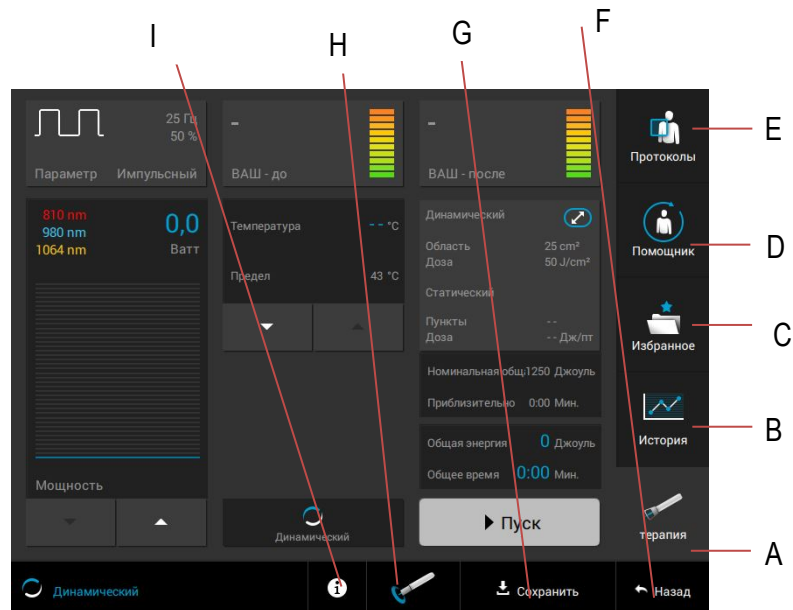 I
H
G
F
25 Гц
50 %
Параметр Импульсный
-
ВАШ - до
-
ВАШ - после
Протоколы
E
810 nm
980 nm
1064 nm
0,0
Ватт
Температура - - °C
Предел 43 °C
Динамический
Область 25 cm²
Доза 50 J/cm²
Статический
Пункты - -
Доза - - Дж/пт
Помощник
D
Избранное
C
Номинальная общ.1250 Джоуль
Приблизительно 0:00 Мин.
История
B
Общая энергия 0 Джоуль
Общее время 0:00 Мин.
Мощность
Динамический
Пуск
терапия
A
Динамический
i
Сохранить
Назад